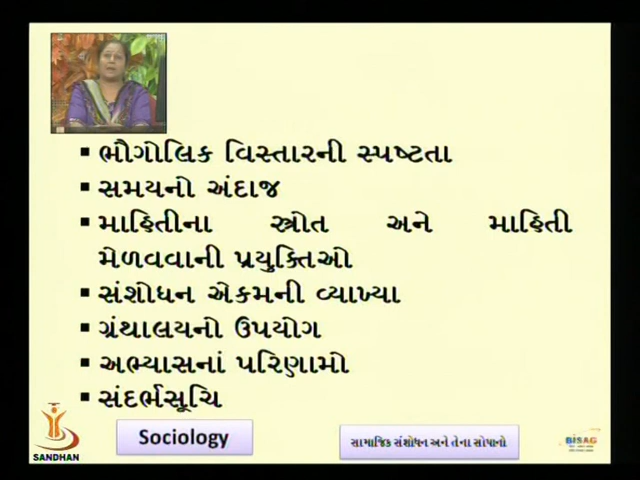 ભૌગોલિક વિસ્તારની સ્પષ્ટતા
સમયનો અંદાજ
માહિતીના સ્ત્રોત અને માહિતી
મેળવવાની પ્રયુક્તિઓ
સંશોધન એકમની વ્યાખ્યા
ગ્રંથાલયનો ઉપયોગ
અભ્યાસનાં પરિણામો
સંદર્ભસૂચિ
Sociology
સામાજિક સંશોધન અને તેના સોપાનો
SANDHAN
BISAG